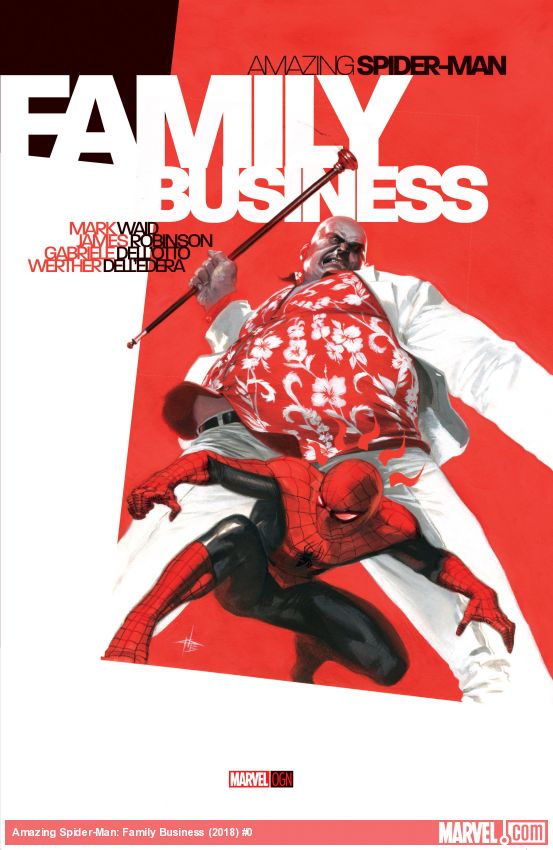 AMAZING SPIDER-MAN
FAMILY
BUSINESS
MARK WAID
JAMES ROBINSON
GABRIELE DELL'OTTO
WERTHER DELL'EDERA
MARVEL OGN
Amazing Spider-Man: Family Business (2018) #0
MARVEL.com